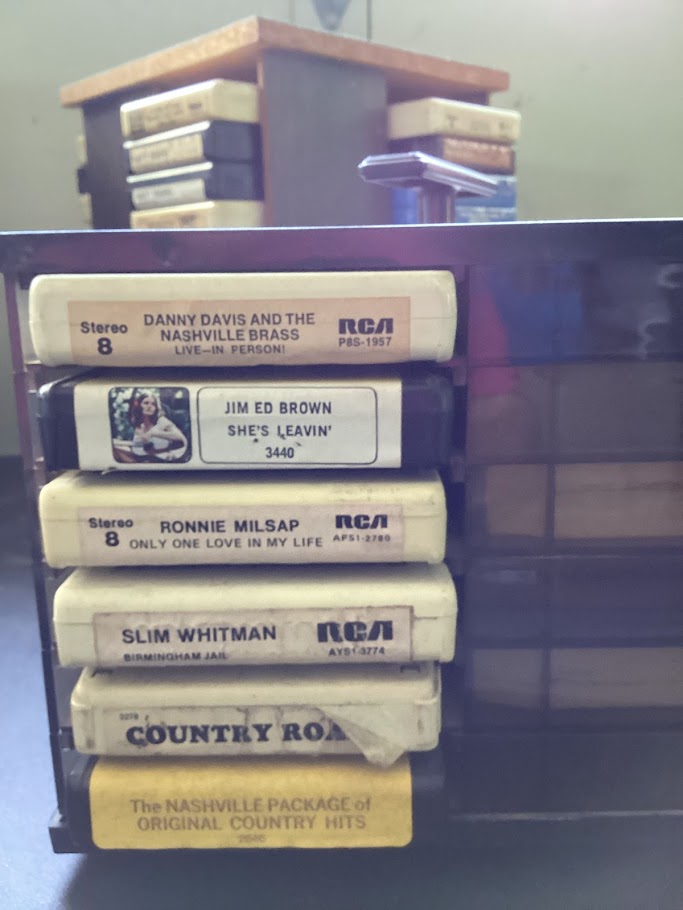 Stereo
8
DANNY DAVIS AND THE
NASHVILLE BRASS
LIVE—IN PERSON!
RCA
P8S-1957
JIM ED BROWN
SHE'S LEAVIN'
3440
Stereo
8
RONNIE MILSAP
ONLY ONE LOVE IN MY LIFE
RCA
APS1-2780
SLIM WHITMAN
BIRMINGHAM JAIL
RCA
AYS1-3774
COUNTRY
The NASHVILLE PACKAGE of
ORIGINAL COUNTRY HITS